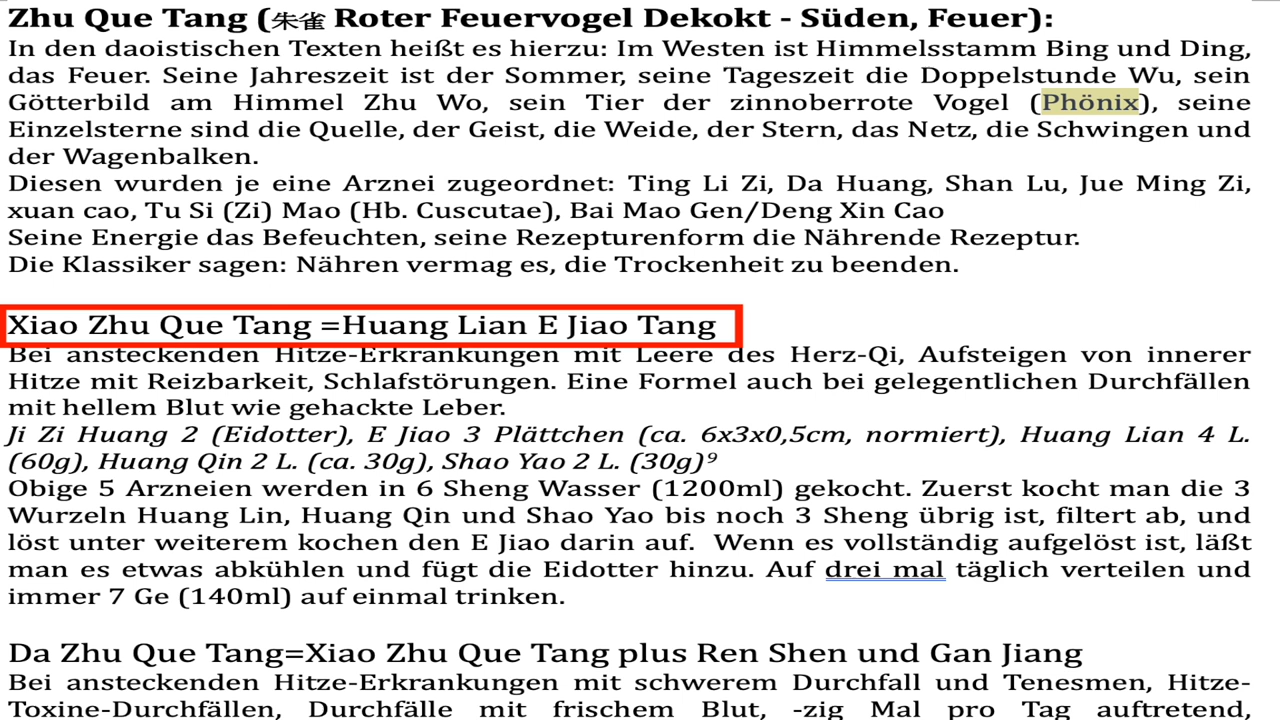 Zhu Que Tang (朱雀 Roter Feuervogel Dekokt - Süden, Feuer):
In den daoistischen Texten heißt es hierzu: Im Westen ist Himmelsstamm Bing und Ding,
das Feuer. Seine Jahreszeit ist der Sommer, seine Tageszeit die Doppelstunde Wu, sein
Götterbild am Himmel Zhu Wo, sein Tier der zinnoberrote Vogel (Phönix), seine
Einzelsterne sind die Quelle, der Geist, die Weide, der Stern, das Netz, die Schwingen und
der Wagenbalken.
Diesen wurden je eine Arznei zugeordnet: Ting Li Zi, Da Huang, Shan Lu, Jue Ming Zi,
xuan cao, Tu Si (Zi) Mao (Hb. Cuscutae), Bai Mao Gen/Deng Xin Cao
Seine Energie das Befeuchten, seine Rezepturenform die Nährende Rezeptur.
Die Klassiker sagen: Nähren vermag es, die Trockenheit zu beenden.
Xiao Zhu Que Tang =Huang Lian E Jiao Tang
Bei ansteckenden Hitze-Erkrankungen mit Leere des Herz-Qi, Aufsteigen von innerer
Hitze mit Reizbarkeit, Schlafstörungen. Eine Formel auch bei gelegentlichen Durchfällen
mit hellem Blut wie gehackte Leber.
Ji Zi Huang 2 (Eidotter), E Jiao 3 Plättchen (ca. 6x3x0,5cm, normiert), Huang Lian 4 L.
(60g), Huang Qin 2 L. (ca. 30g), Shao Yao 2 L. (30g)⁹
Obige 5 Arzneien werden in 6 Sheng Wasser (1200ml) gekocht. Zuerst kocht man die 3
Wurzeln Huang Lin, Huang Qin und Shao Yao bis noch 3 Sheng übrig ist, filtert ab, und
löst unter weiterem kochen den E Jiao darin auf. Wenn es vollständig aufgelöst ist, läßt
man es etwas abkühlen und fügt die Eidotter hinzu. Auf drei mal täglich verteilen und
immer 7 Ge (140ml) auf einmal trinken.
Da Zhu Que Tang=Xiao Zhu Que Tang plus Ren Shen und Gan Jiang
Bei ansteckenden Hitze-Erkrankungen mit schwerem Durchfall und Tenesmen, Hitze-
Toxine-Durchfällen, Durchfälle mit frischem Blut, -zig Mal pro Tag auftretend,